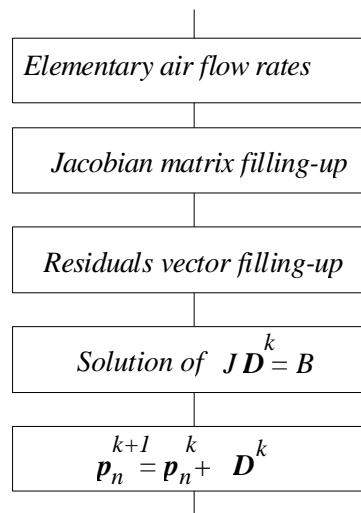 Elementary air flow rates
Jacobian matrix filling-up
Residuals vector filling-up
Solution of J D^k = B
p_n^{k+1} = p_n^k + D^k